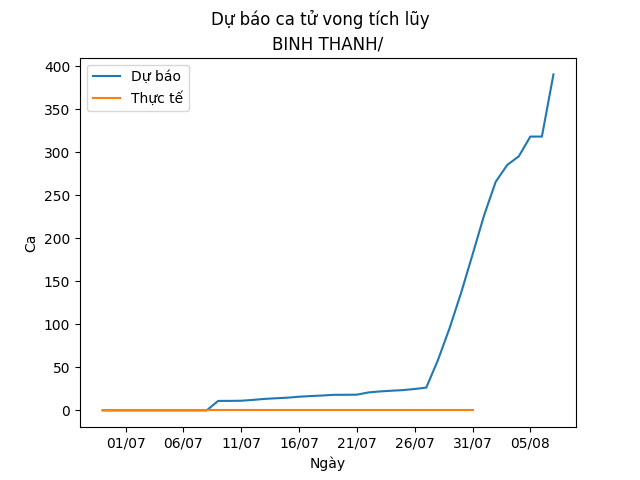 Dự báo ca tử vong tích lũy
BINH THANH/
Dự báo
Thực tế
400
350
300
250
200
150
100
50
0
Ca
01/07 06/07 11/07 16/07 21/07 26/07 31/07 05/08
Ngày